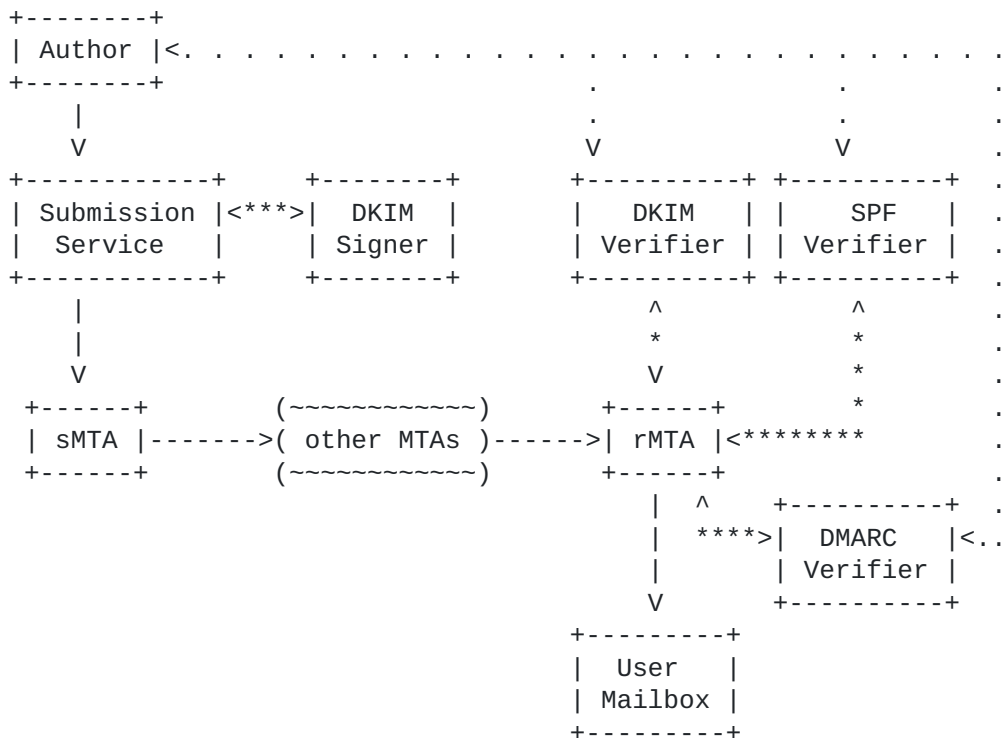 Author
Submission Service
DKIM Signer
DKIM Verifier
SPF Verifier
sMTA
other MTAs
rMTA
DMARC Verifier
User Mailbox